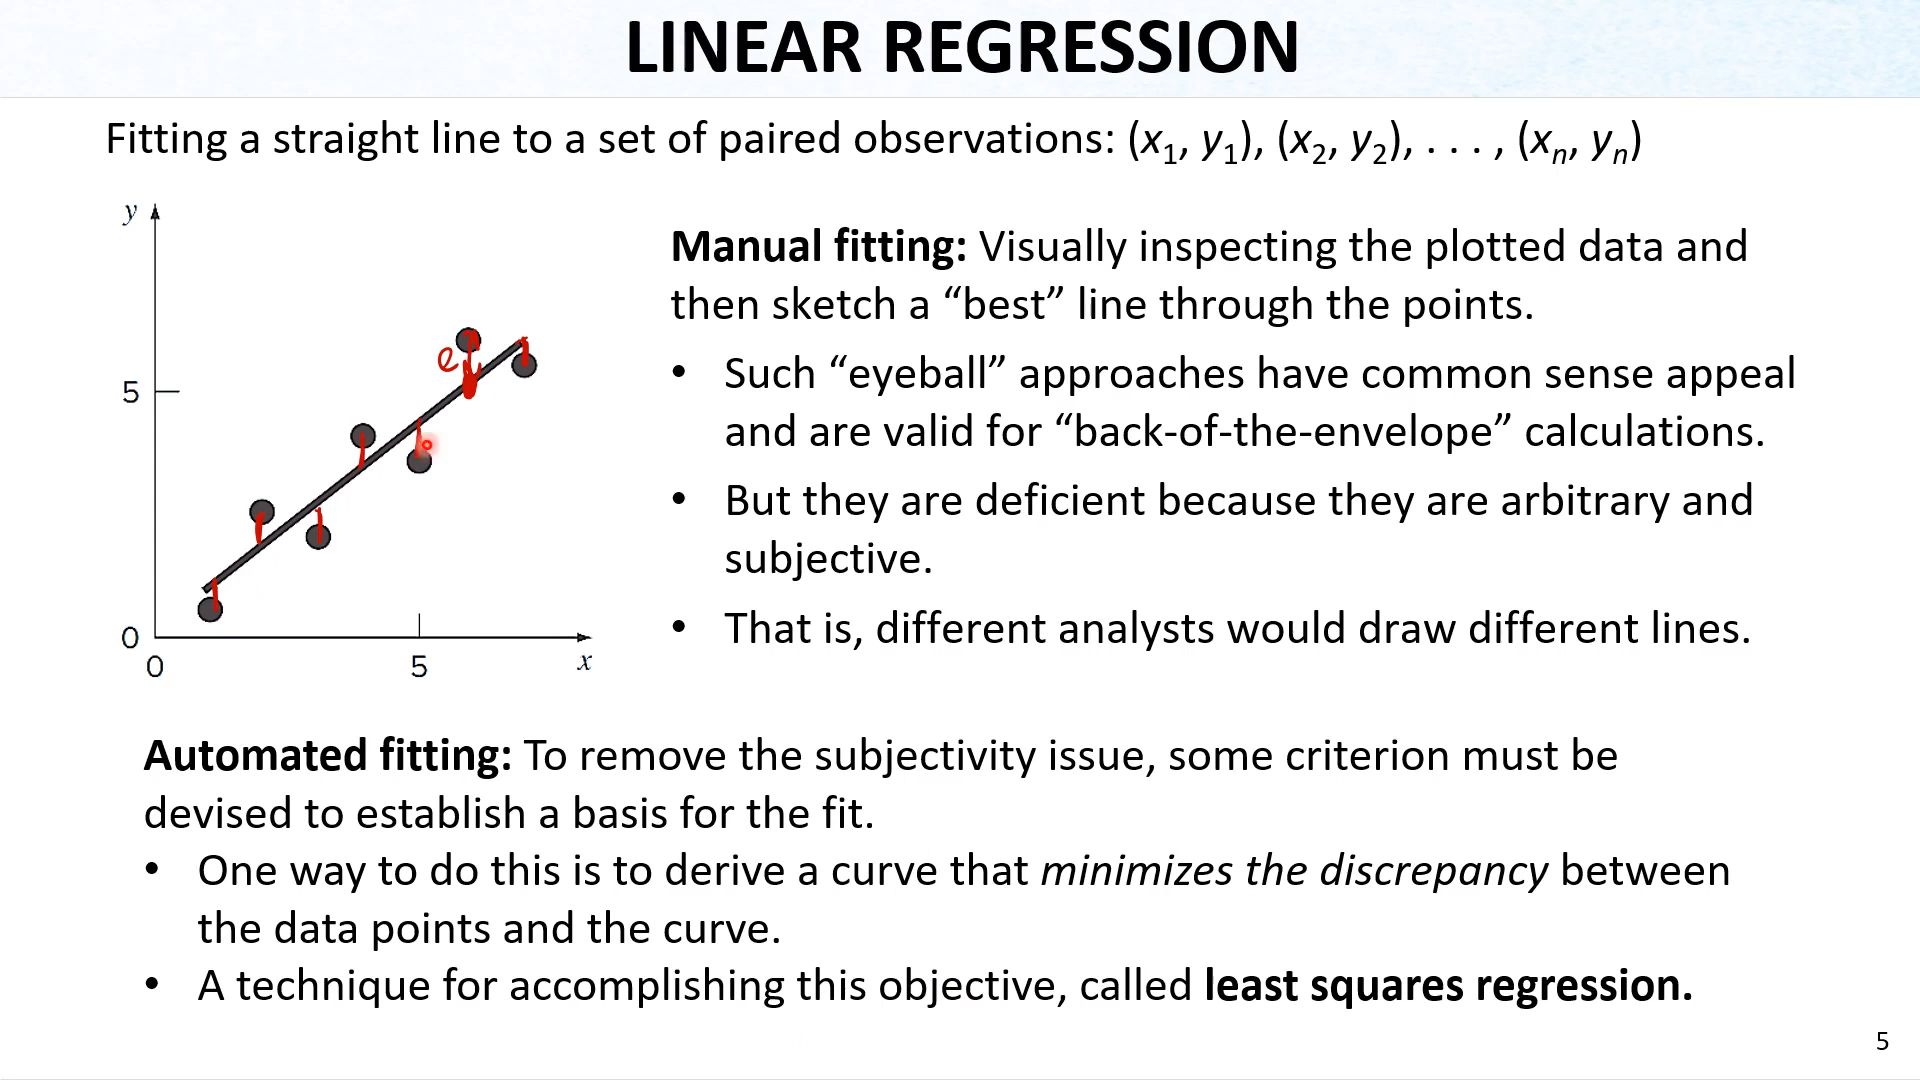 LINEAR REGRESSION
Fitting a straight line to a set of paired observations: (x₁, y₁), (x₂, y₂), . . . , (xₙ, yₙ)
y
5
0
0
5
x
e
Manual fitting: Visually inspecting the plotted data and
then sketch a “best” line through the points.
• Such “eyeball” approaches have common sense appeal
and are valid for “back-of-the-envelope” calculations.
• But they are deficient because they are arbitrary and
subjective.
• That is, different analysts would draw different lines.
Automated fitting: To remove the subjectivity issue, some criterion must be
devised to establish a basis for the fit.
• One way to do this is to derive a curve that minimizes the discrepancy between
the data points and the curve.
• A technique for accomplishing this objective, called least squares regression.
5